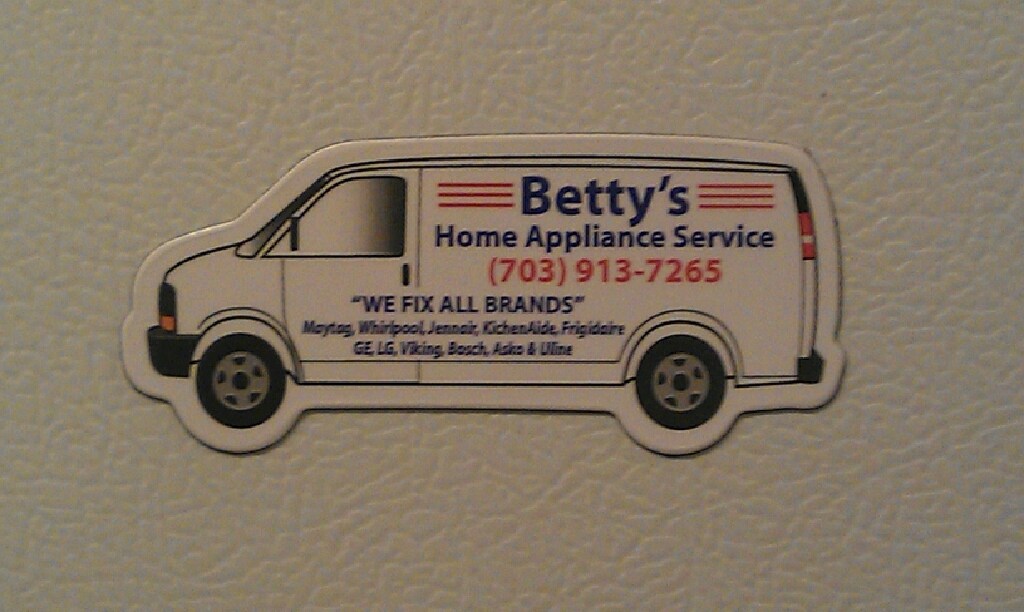 Betty's
Home Appliance Service
(703) 913-7265
"WE FIX ALL BRANDS"
Maytag, Whirlpool, Jennair, KichenAide, Frigidaire
GE, LG, Viking, Bosch, Asko & Uline